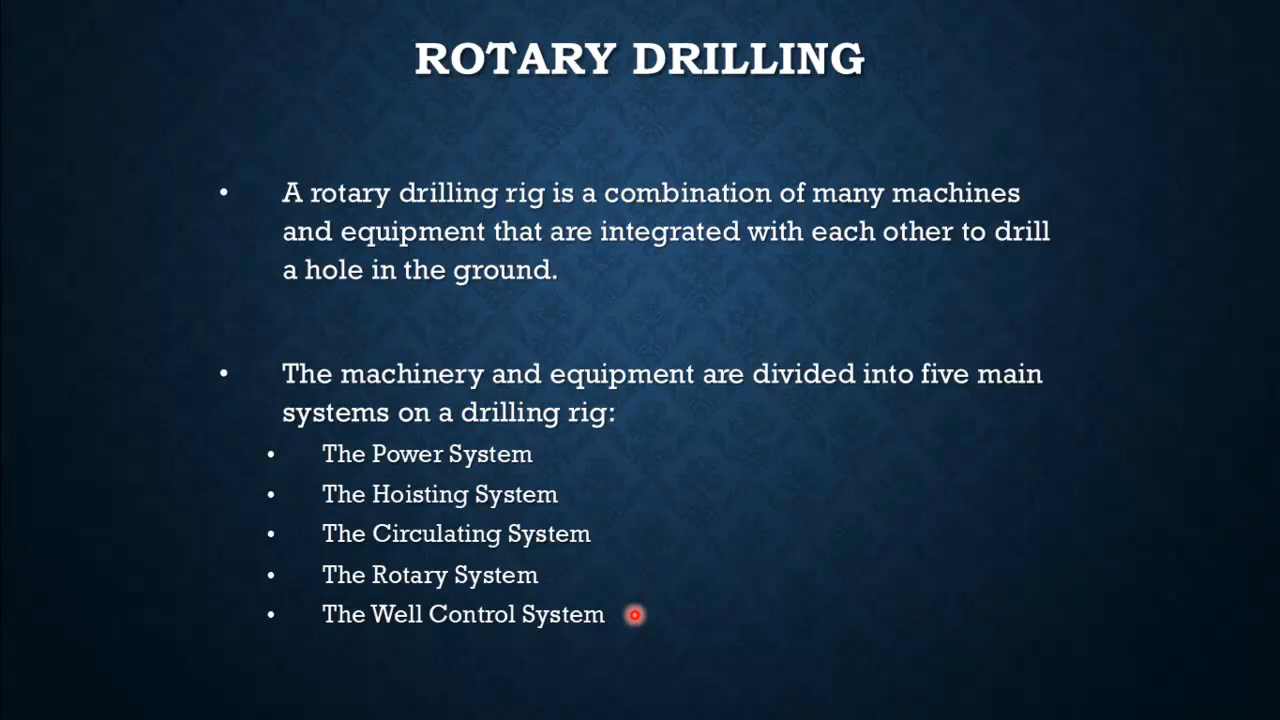 ROTARY DRILLING
• A rotary drilling rig is a combination of many machines
and equipment that are integrated with each other to drill
a hole in the ground.
• The machinery and equipment are divided into five main
systems on a drilling rig:
• The Power System
• The Hoisting System
• The Circulating System
• The Rotary System
• The Well Control System